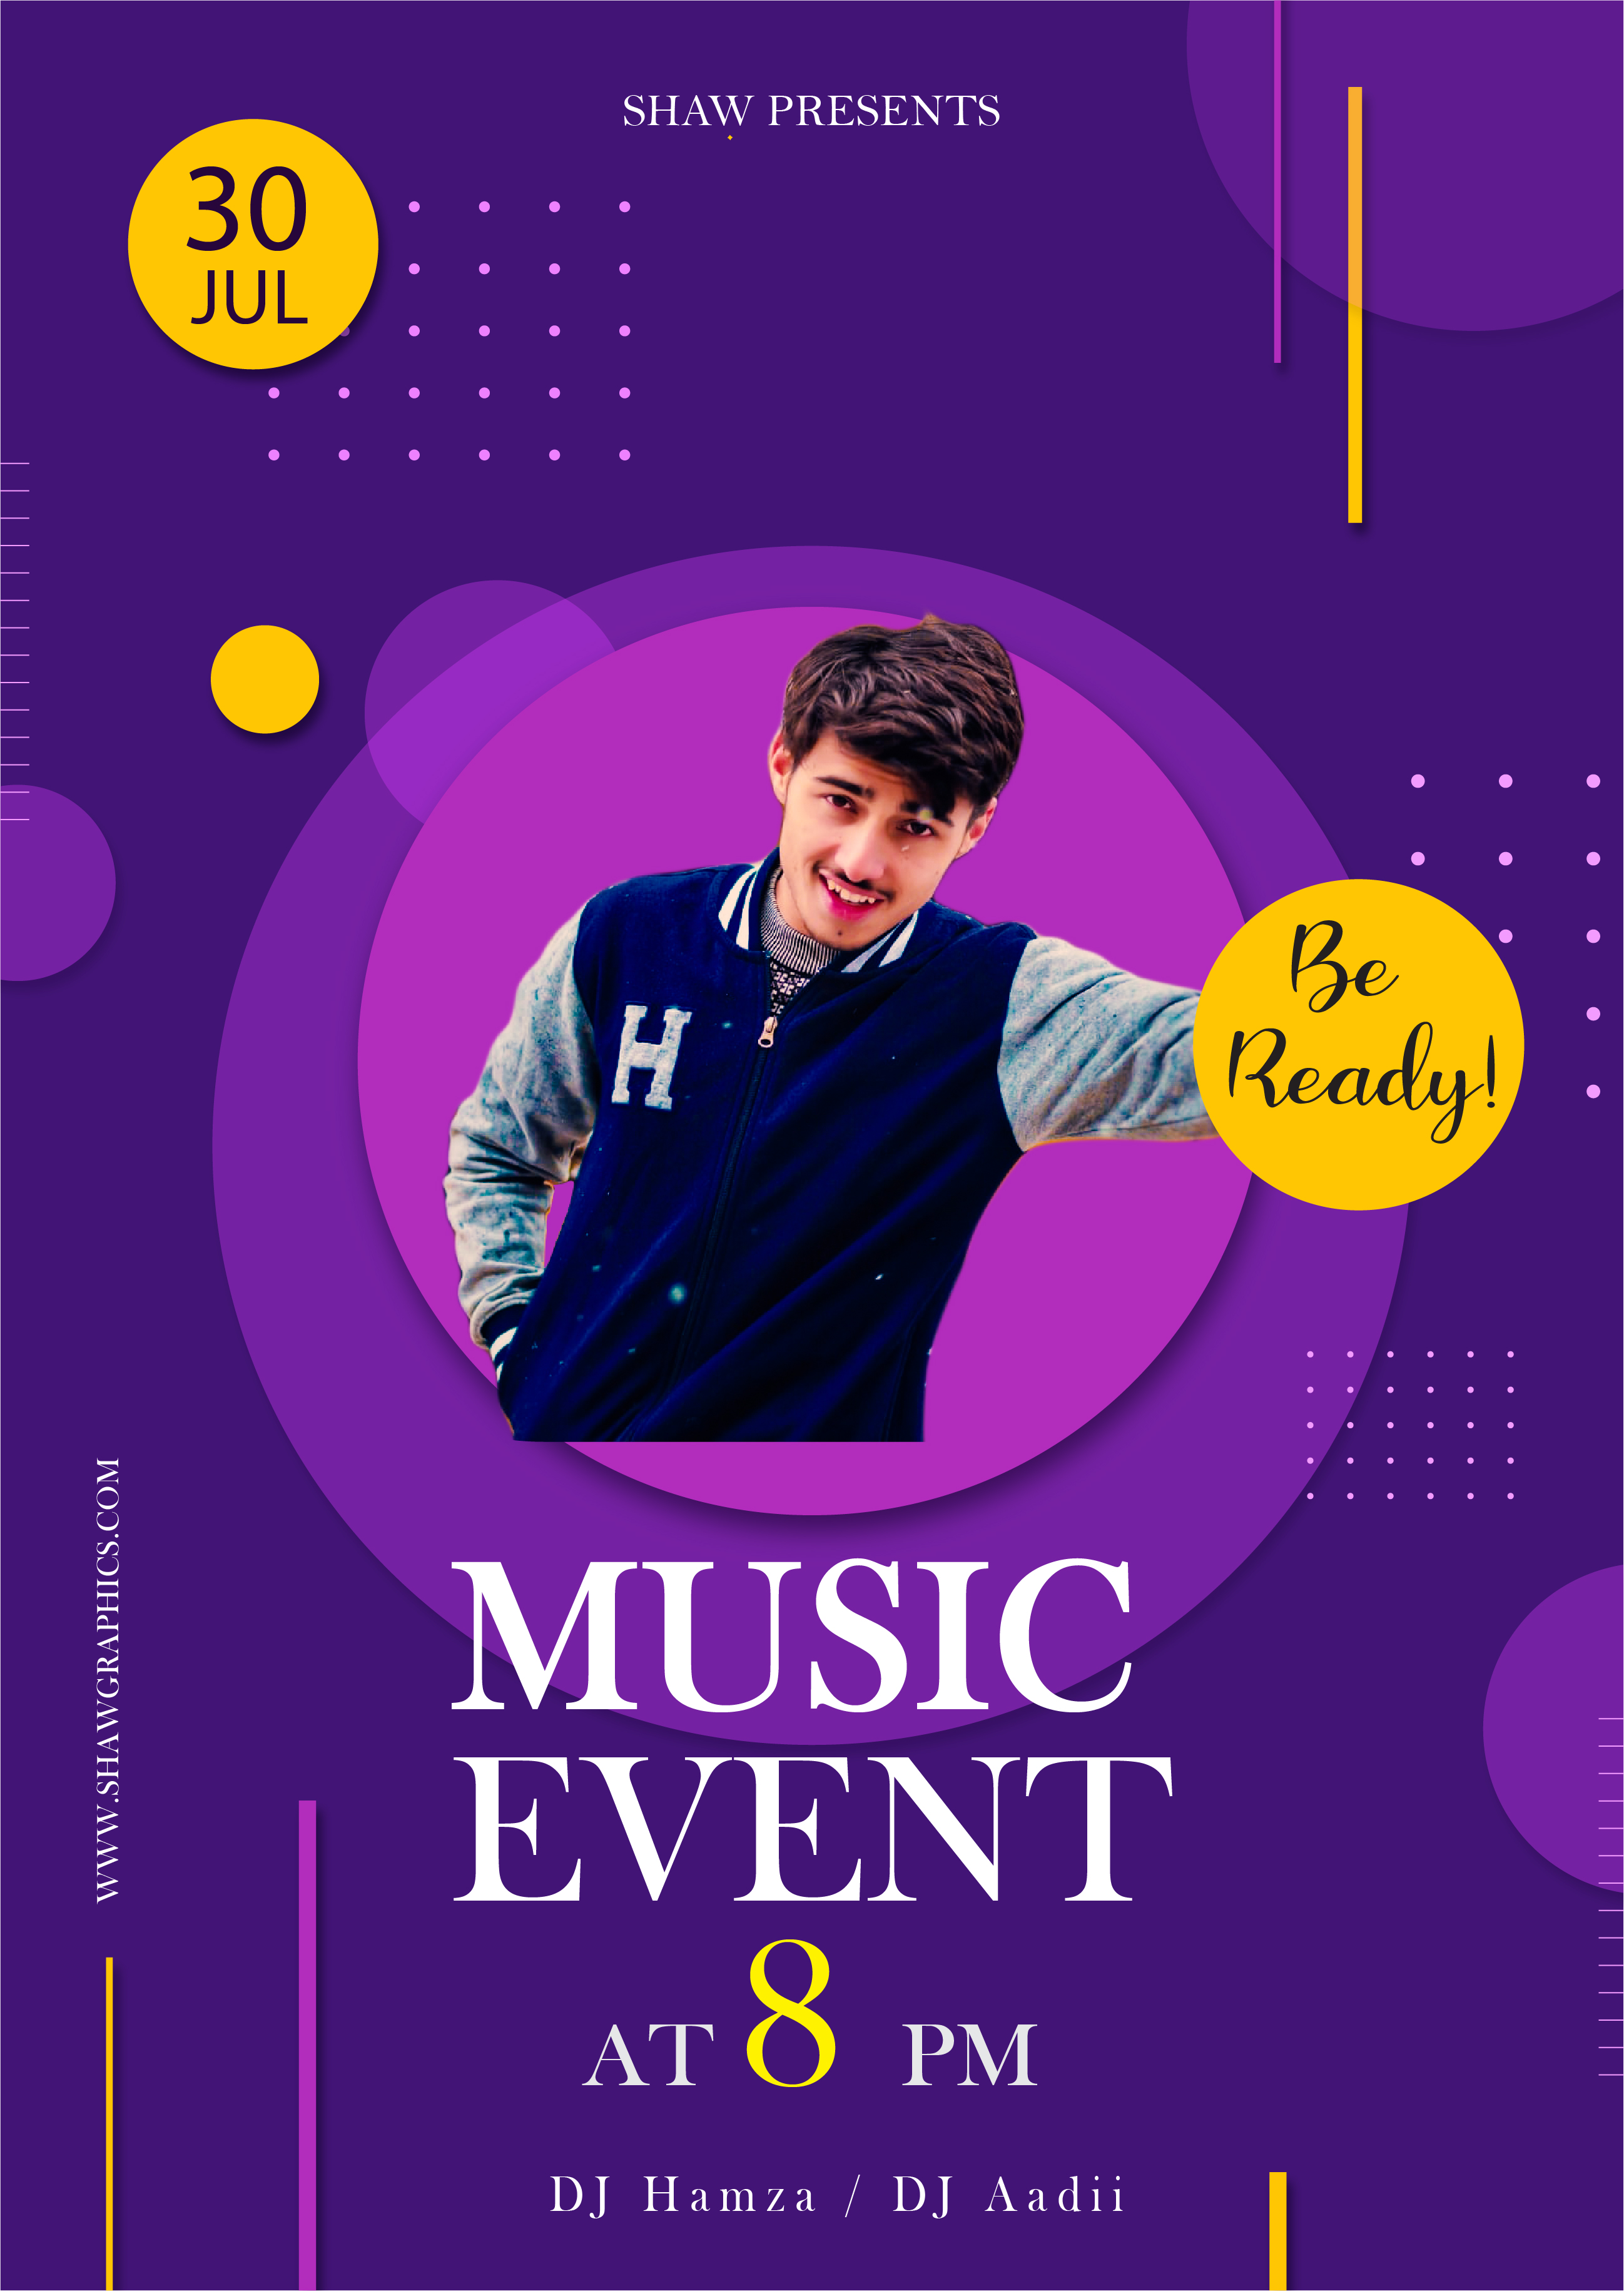 SHAW PRESENTS
30
JUL
Be
Ready!
H
WWW.SHAWGRAPHICS.COM
MUSIC
EVENT
AT 8 PM
DJ Hamza / DJ Aadii